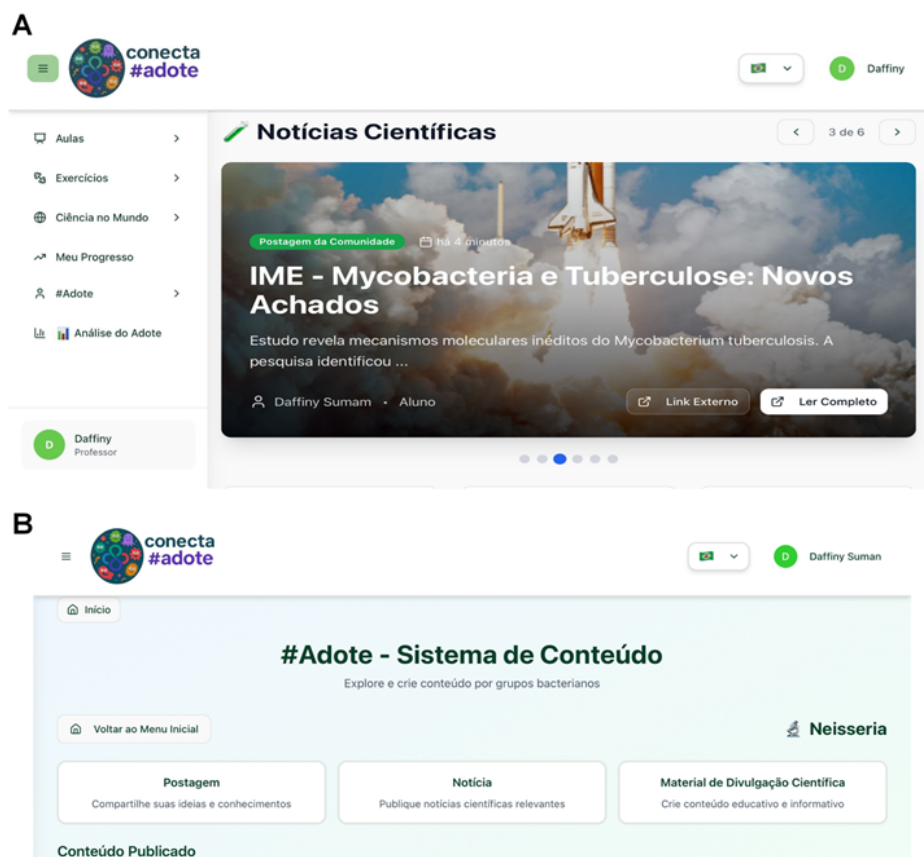 A
conecta
#adote
D
Daffiny
Aulas
Exercícios
Ciência no Mundo
Meu Progresso
#Adote
Análise do Adote
D
Daffiny
Professor
Notícias Científicas
3 de 6
Postagem da Comunidade
há 4 minutos
IME - Mycobacteria e Tuberculose: Novos
Achados
Estudo revela mecanismos moleculares inéditos do Mycobacterium tuberculosis. A
pesquisa identificou ...
Daffiny Sumam • Aluno
Link Externo
Ler Completo
B
conecta
#adote
D
Daffiny Suman
Início
#Adote - Sistema de Conteúdo
Explore e crie conteúdo por grupos bacterianos
Voltar ao Menu Inicial
Neisseria
Postagem
Compartilhe suas ideias e conhecimentos
Notícia
Publique notícias científicas relevantes
Material de Divulgação Científica
Crie conteúdo educativo e informativo
Conteúdo Publicado